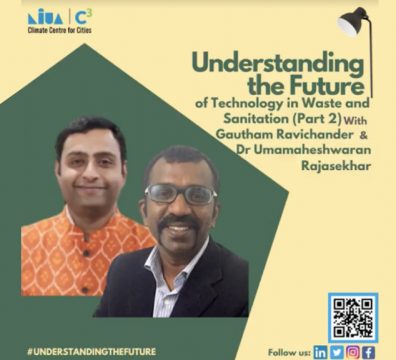 NIUA | C³
Climate Centre for Cities
Understanding
the Future
of Technology in Waste and
Sanitation (Part 2) With
Gautham Ravichander &
Dr Umamaheshwaran
Rajasekhar
#UNDERSTANDINGTHEFUTURE
Follow us: